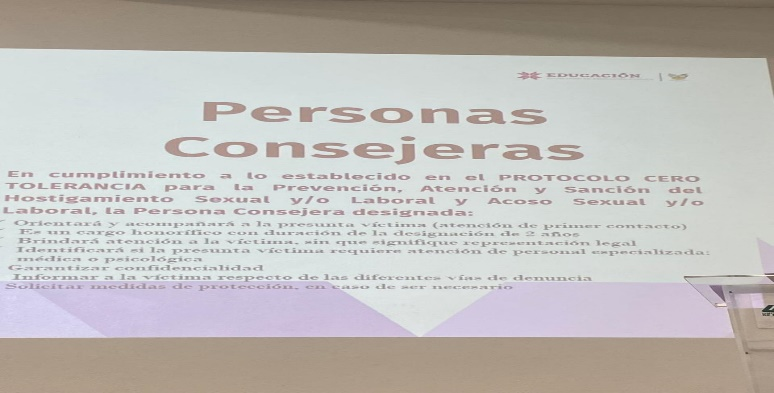 EDUCACIÓN
Personas
Consejeras
En cumplimiento a lo establecido en el PROTOCOLO CERO
TOLERANCIA para la Prevención, Atención y Sanción del
Hostigamiento Sexual y/o Laboral y Acoso Sexual y/o
Laboral, la Persona Consejera designada:
Orientará y acompañará a la presunta víctima (atención de primer contacto)
Es un cargo honorífico con duración de la designación de 2 años
Brindará atención a la víctima, sin que signifique representación legal
Identificará si la presunta víctima requiere atención de personal especializada:
médica o psicológica
Garantizar confidencialidad
Informar a la víctima respecto de las diferentes vías de denuncia
Solicitar medidas de protección, en caso de ser necesario